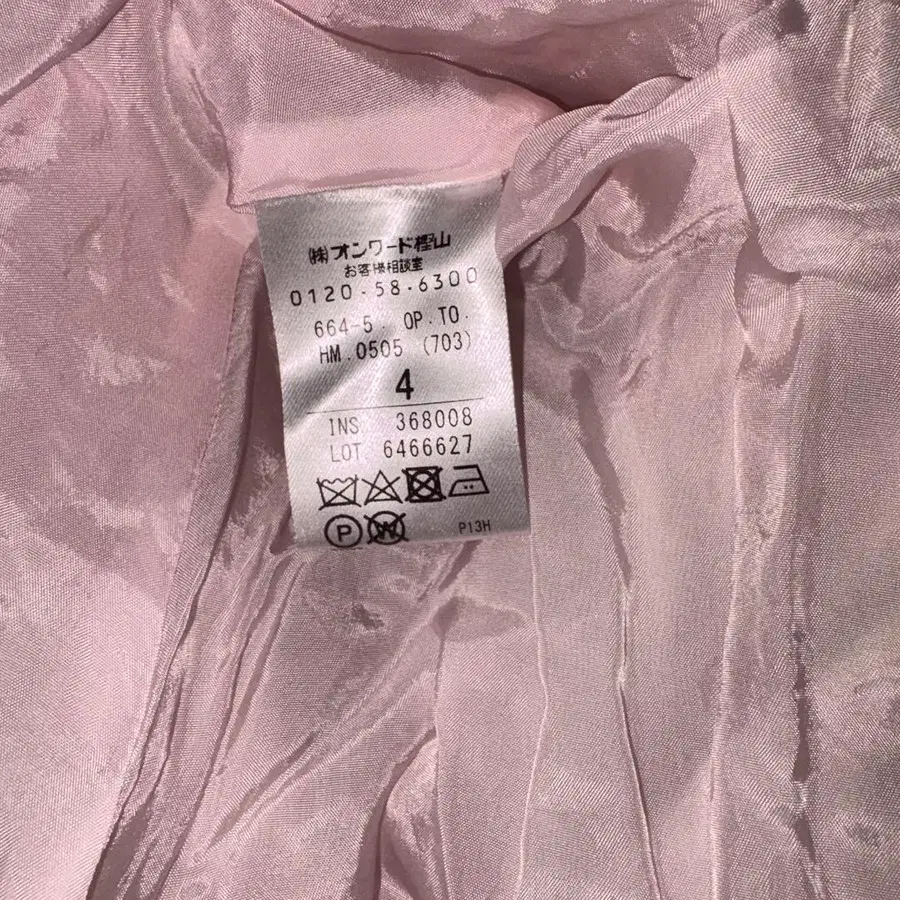 (株)オンワード樫山
お客様相談室
0120-58-6300
664-5. OP.TO.
HM.0505 (703)
4
INS 368008
LOT. 6466627
P W P13H